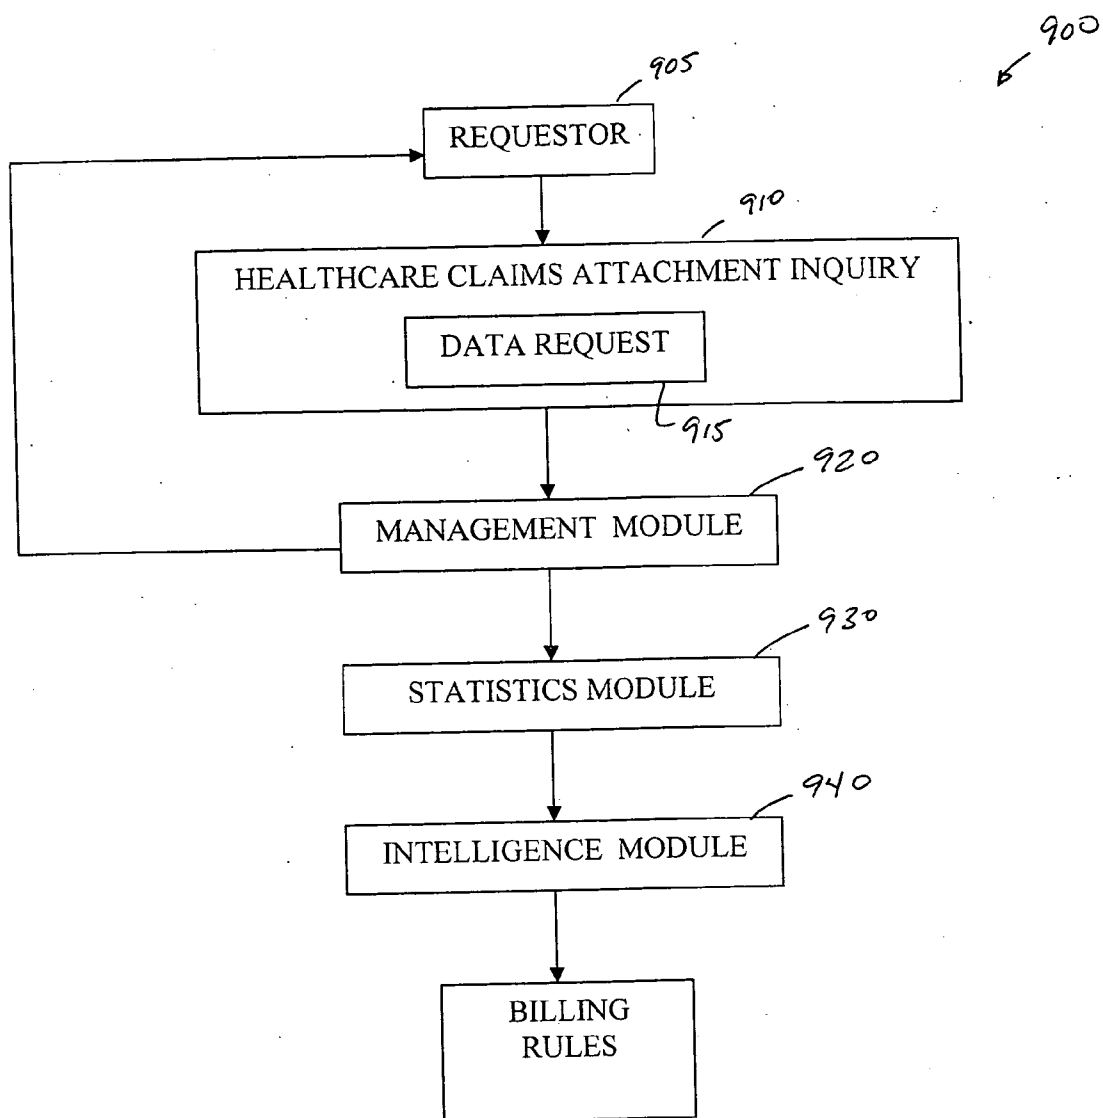 900
905
REQUESTOR
910
HEALTHCARE CLAIMS ATTACHMENT INQUIRY
DATA REQUEST
915
920
MANAGEMENT MODULE
930
STATISTICS MODULE
940
INTELLIGENCE MODULE
BILLING
RULES